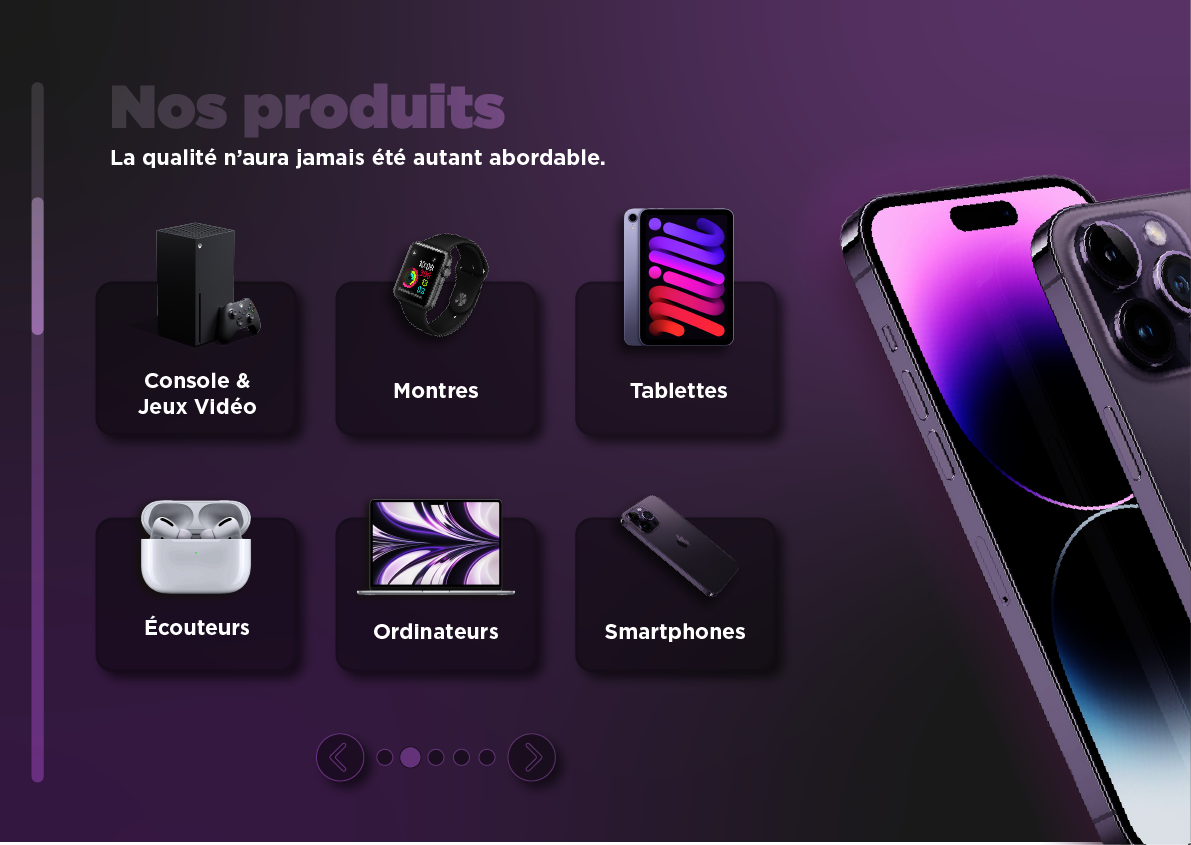 Nos produits
La qualité n’aura jamais été autant abordable.
Console &
Jeux Vidéo
Montres
Tablettes
Écouteurs
Ordinateurs
Smartphones